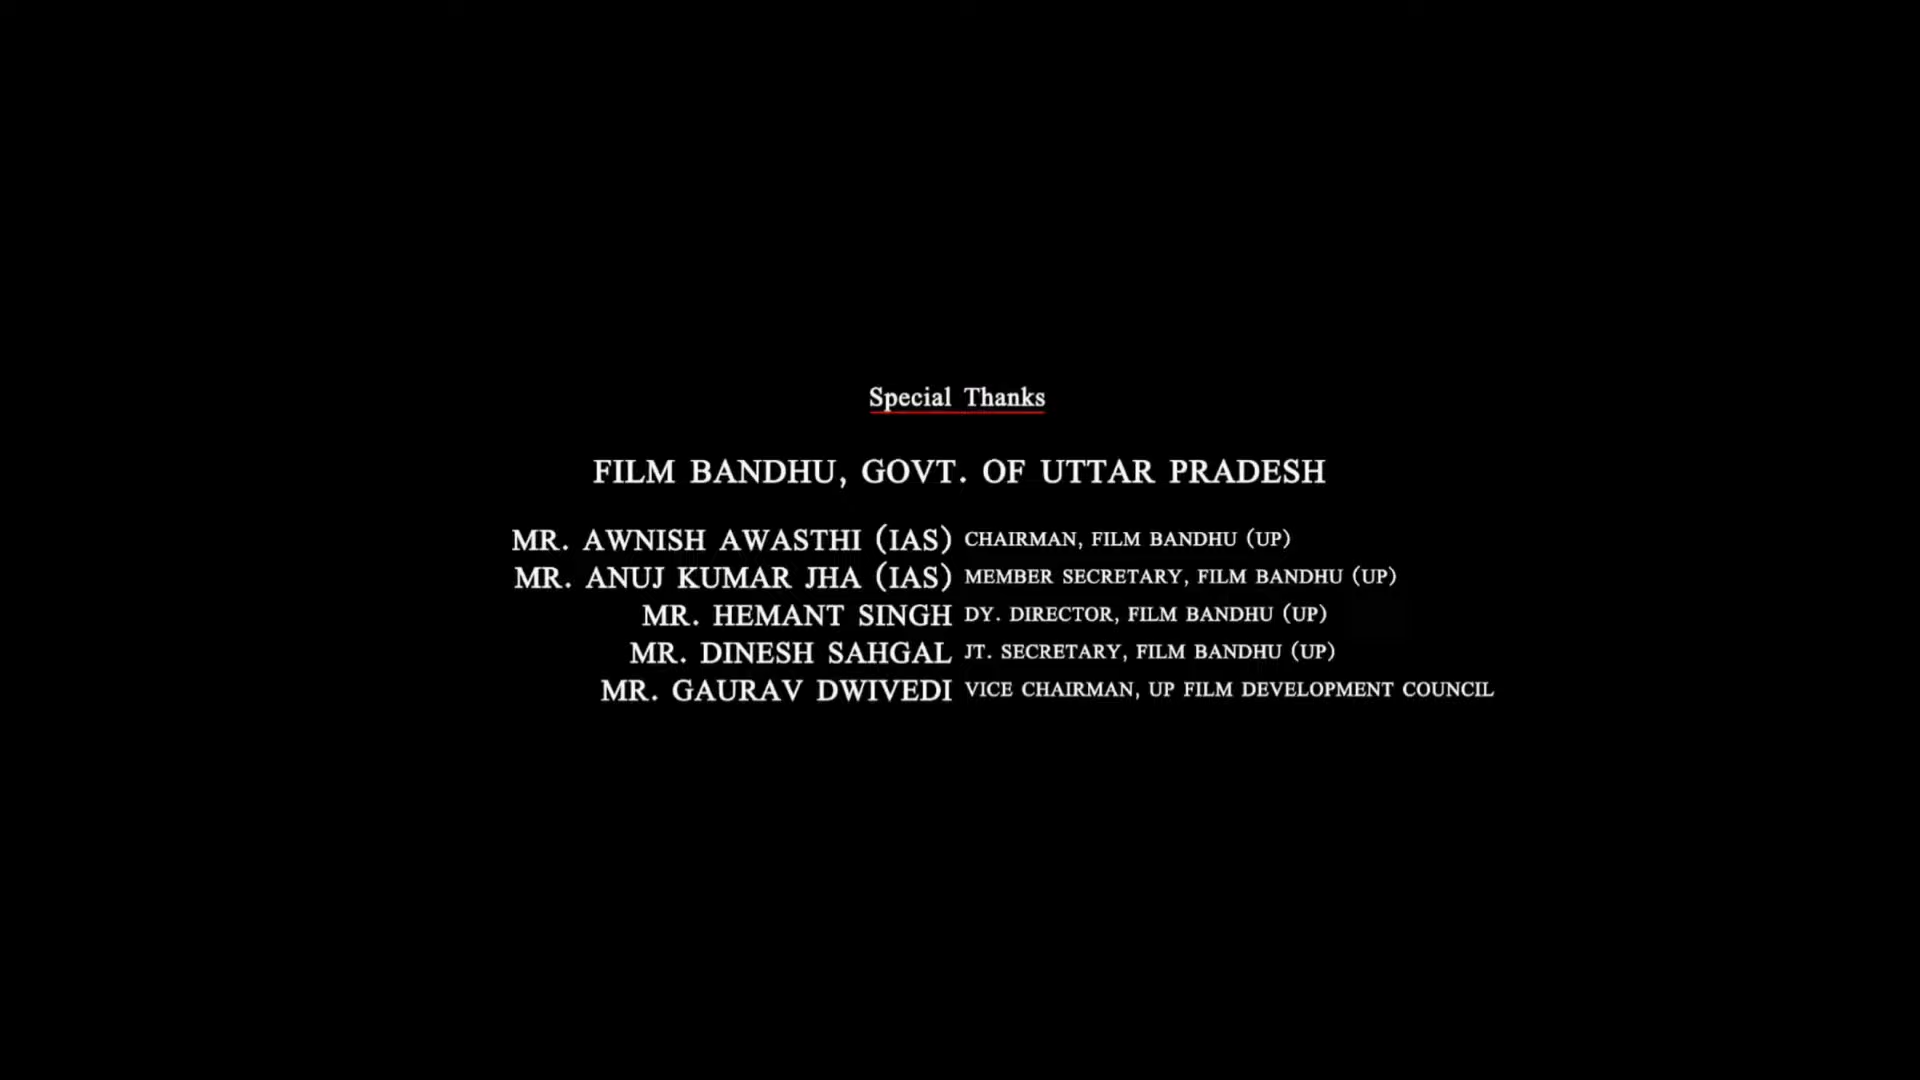 Special Thanks
FILM BANDHU, GOVT. OF UTTAR PRADESH
MR. AWNISH AWASTHI (IAS) CHAIRMAN, FILM BANDHU (UP)
MR. ANUJ KUMAR JHA (IAS) MEMBER SECRETARY, FILM BANDHU (UP)
MR. HEMANT SINGH DY. DIRECTOR, FILM BANDHU (UP)
MR. DINESH SAHGAL JT. SECRETARY, FILM BANDHU (UP)
MR. GAURAV DWIVEDI VICE CHAIRMAN, UP FILM DEVELOPMENT COUNCIL